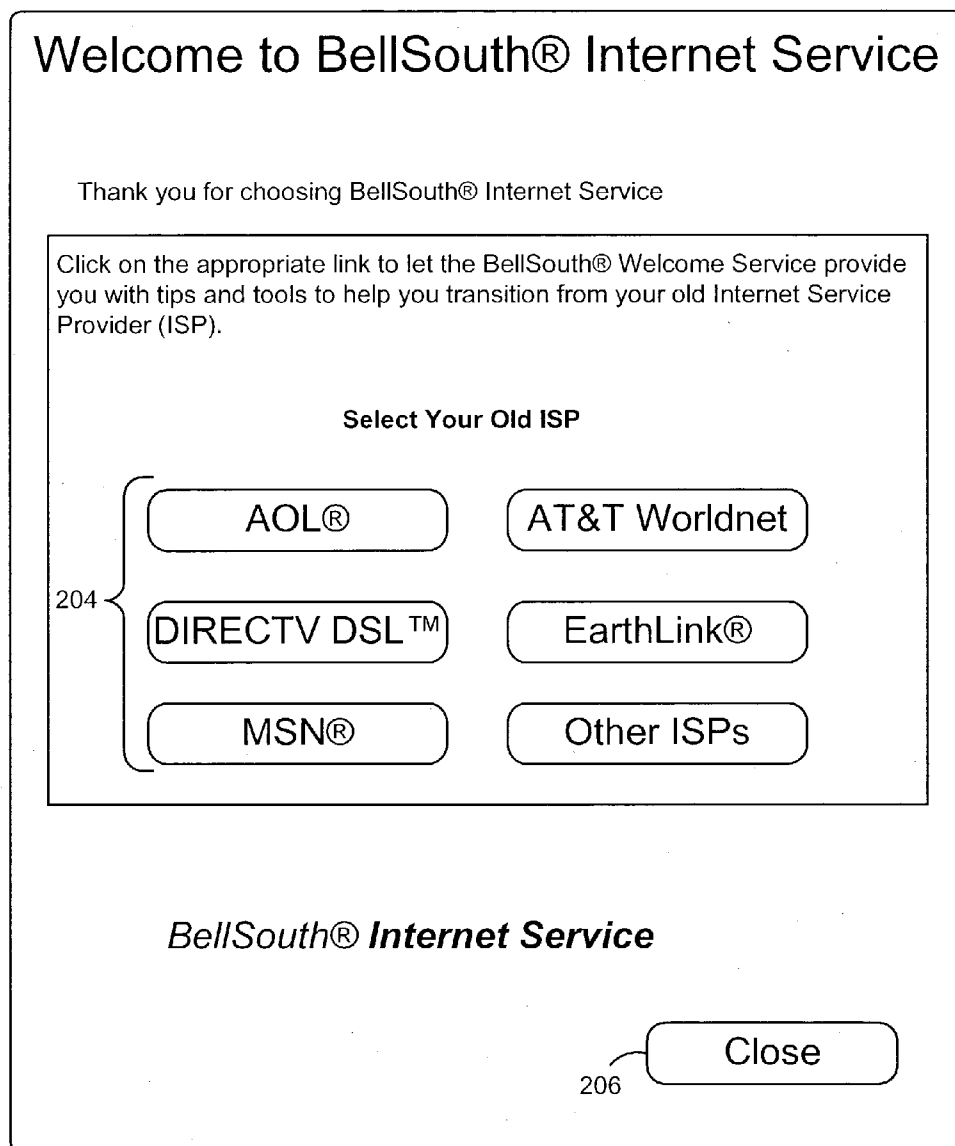 Welcome to BellSouth® Internet Service
Thank you for choosing BellSouth® Internet Service
Click on the appropriate link to let the BellSouth® Welcome Service provide
you with tips and tools to help you transition from your old Internet Service
Provider (ISP).
Select Your Old ISP
AOL® AT&T Worldnet
204
DIRECTV DSL™ EarthLink®
MSN® Other ISPs
BellSouth® Internet Service
Close
206